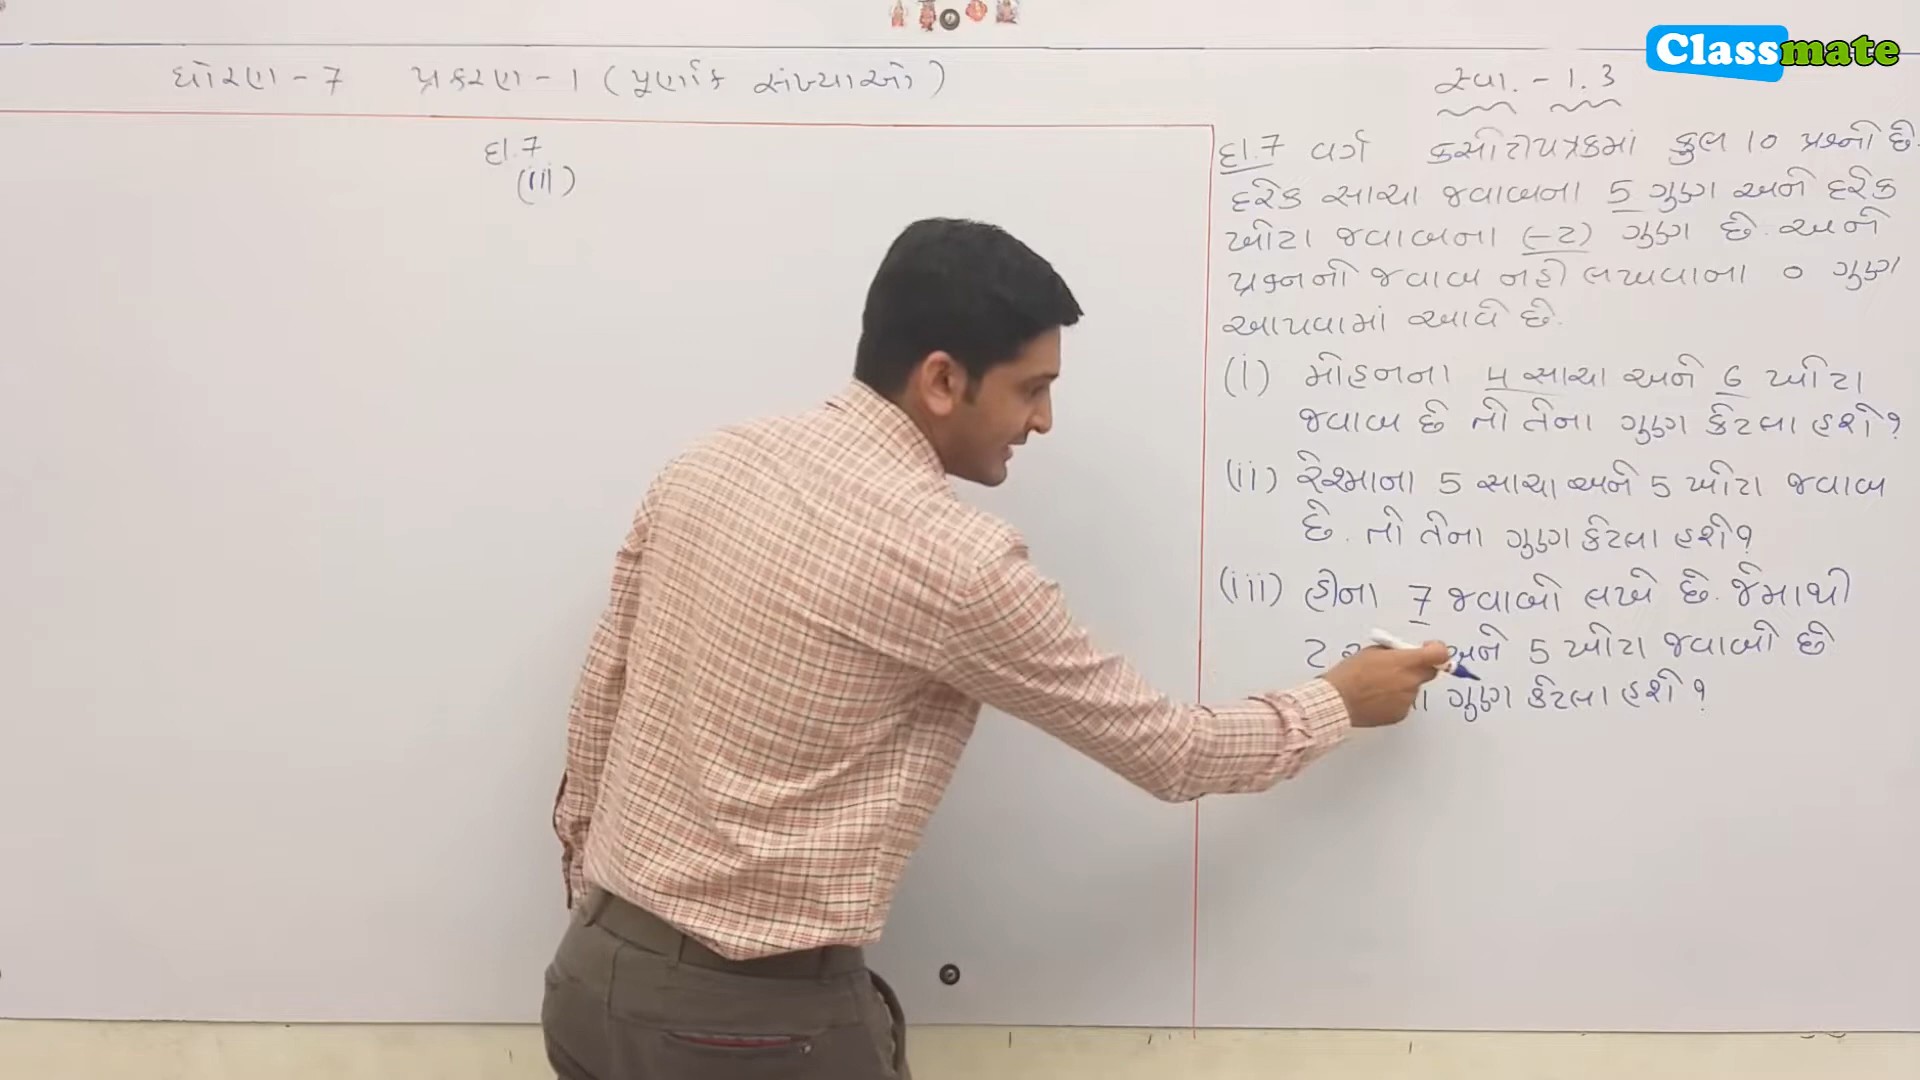 Classmate
ધોરણ - 7 પ્રકરણ - 1 (પૂર્ણાંક સંખ્યાઓ)
સ્વા. - 1.3
દા.7
(iii)
દા.7 વર્ગ કસોટીપત્રકમાં કુલ 10 પ્રશ્નો છે.
દરેક સાચા જવાબના 5 ગુણ અને દરેક
ખોટા જવાબના (-2) ગુણ છે. અને
પ્રશ્નનો જવાબ નહી લખવાના 0 ગુણ
આપવામાં આવે છે.
(i) મોહનના 4 સાચા અને 6 ખોટા
જવાબ છે તો તેના ગુણ કેટલા હશે?
(ii) રેશ્માના 5 સાચા અને 5 ખોટા જવાબ
છે. તો તેના ગુણ કેટલા હશે?
(iii) હીના 7 જવાબો લખે છે. જેમાથી
2 અને 5 ખોટા જવાબો છે
ગુણ કેટલા હશે?